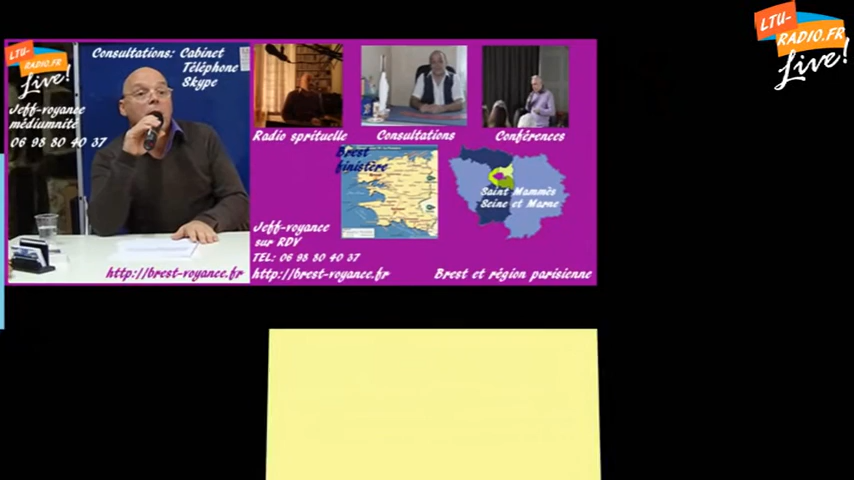 LTU-
RADIO.FR
Live!
Consultations: Cabinet
Téléphone
Skype
LTU-
RADIO.FR
Live!
Jeff-voyance
médiumnité
06 98 80 40 37
http://brest-voyance.fr
Radio sprituelle
Consultations
Conférences
Brest
finistère
Saint Mammès
Seine et Marne
Jeff-voyance
sur RDV
TEL: 06 98 80 40 37
http://brest-voyance.fr
Brest et région parisienne